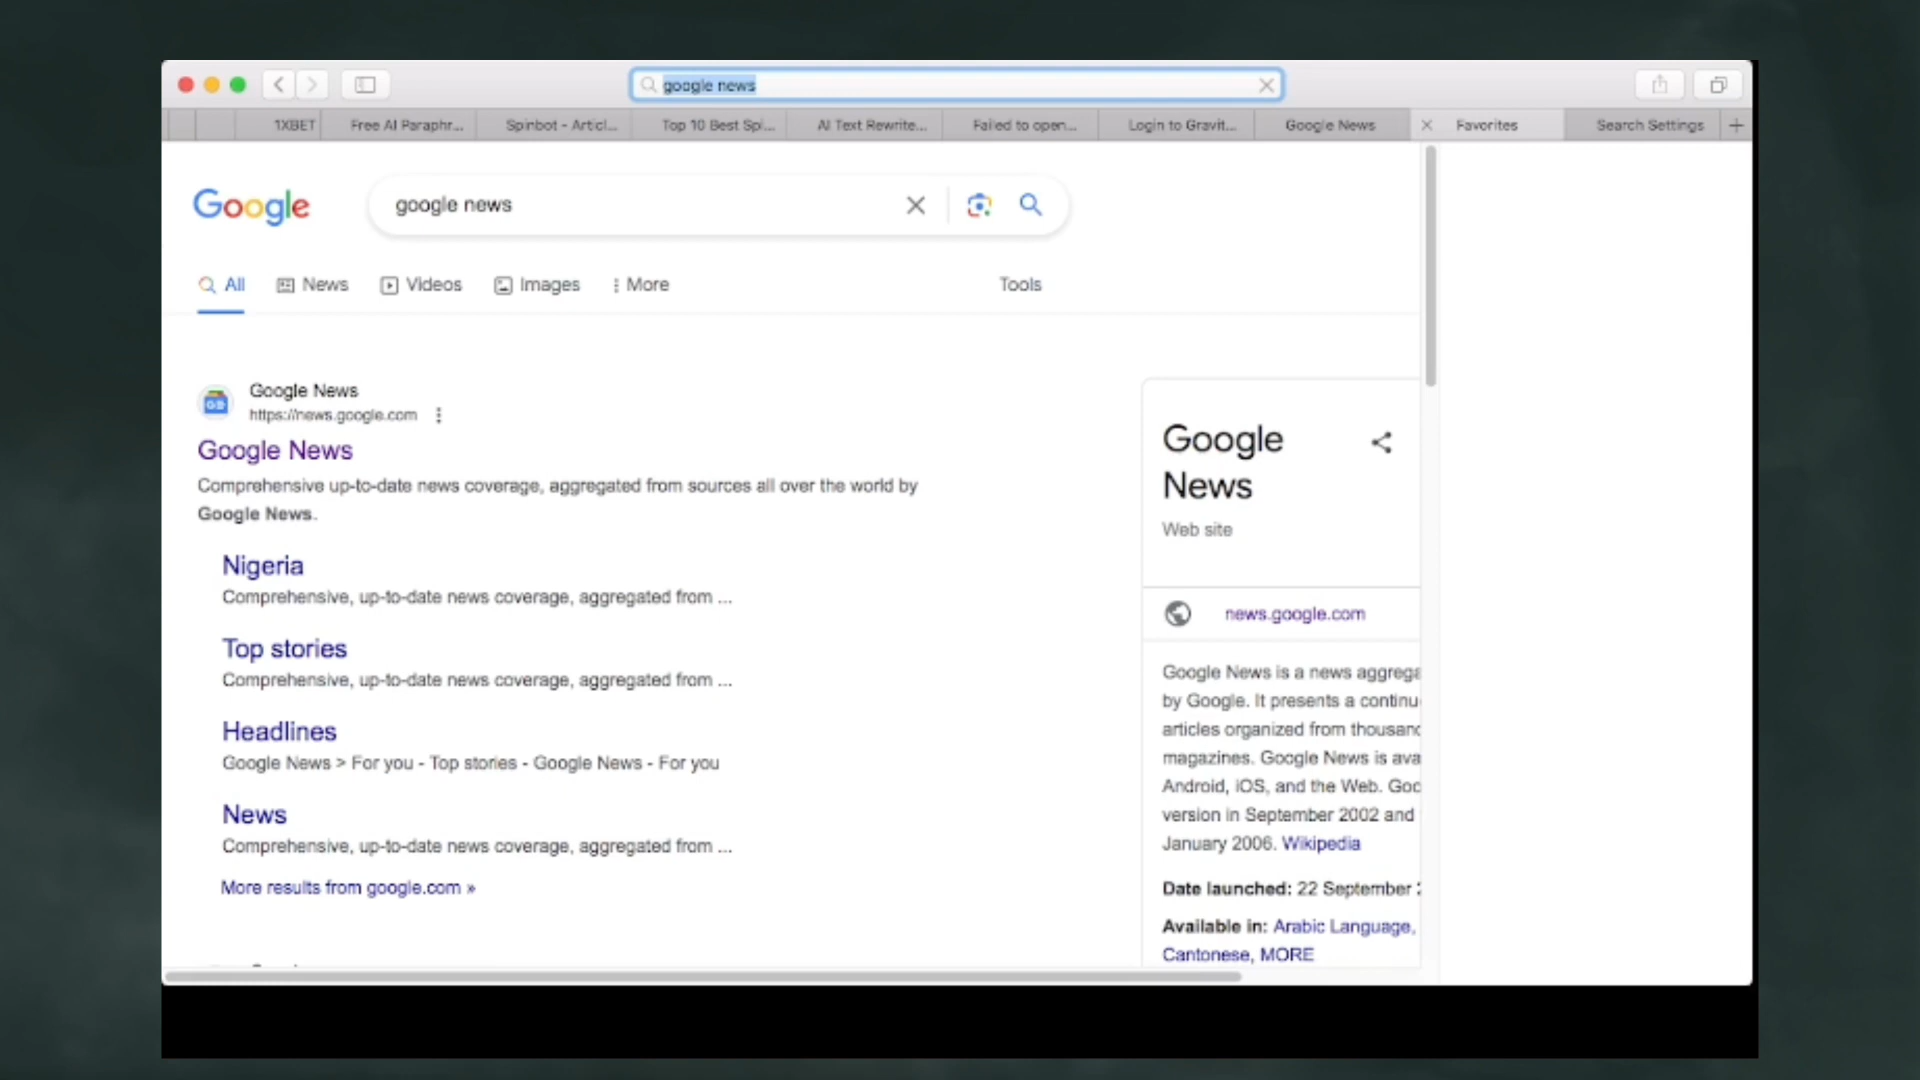 google news
1XBET
Free AI Paraphr...
Spinbot - Articl...
Top 10 Best Spi...
AI Text Rewrite...
Failed to open...
Login to Gravit...
Google News
Favorites
Search Settings
Google
google news
All
News
Videos
Images
More
Tools
Google News
https://news.google.com
Google News
Comprehensive up-to-date news coverage, aggregated from sources all over the world by
Google News.
Nigeria
Comprehensive, up-to-date news coverage, aggregated from ...
Top stories
Comprehensive, up-to-date news coverage, aggregated from ...
Headlines
Google News > For you - Top stories - Google News - For you
News
Comprehensive, up-to-date news coverage, aggregated from ...
More results from google.com »
Google
News
Web site
news.google.com
Google News is a news aggrega
by Google. It presents a continu
articles organized from thousand
magazines. Google News is ava
Android, iOS, and the Web. Goo
version in September 2002 and
January 2006. Wikipedia
Date launched: 22 September
Available in: Arabic Language,
Cantonese, MORE